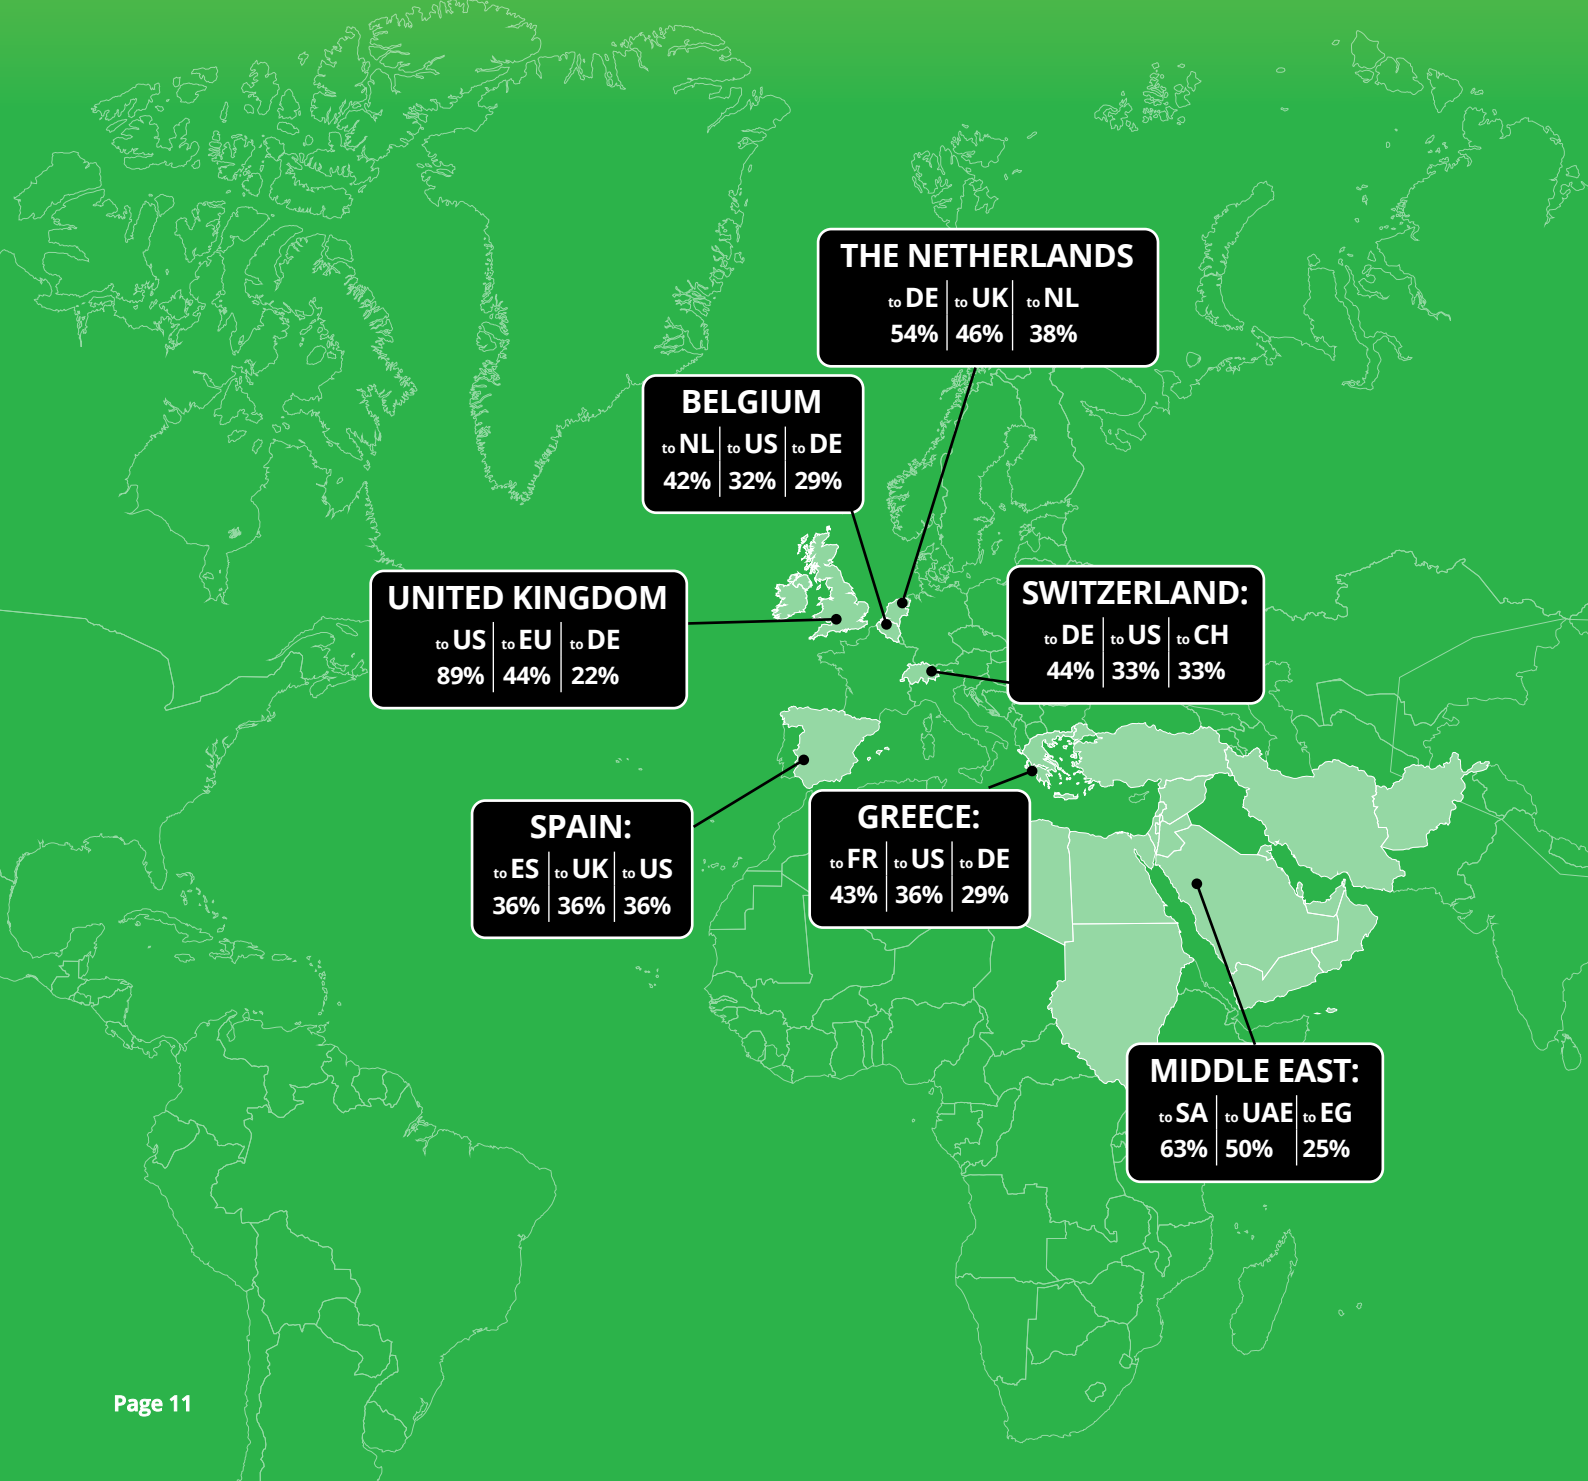 THE NETHERLANDS
to DE to UK to NL
54% 46% 38%
BELGIUM
to NL to US to DE
42% 32% 29%
UNITED KINGDOM
to US to EU to DE
89% 44% 22%
SWITZERLAND:
to DE to US to CH
44% 33% 33%
SPAIN:
to ES to UK to US
36% 36% 36%
GREECE:
to FR to US to DE
43% 36% 29%
MIDDLE EAST:
to SA to UAE to EG
63% 50% 25%
Page 11